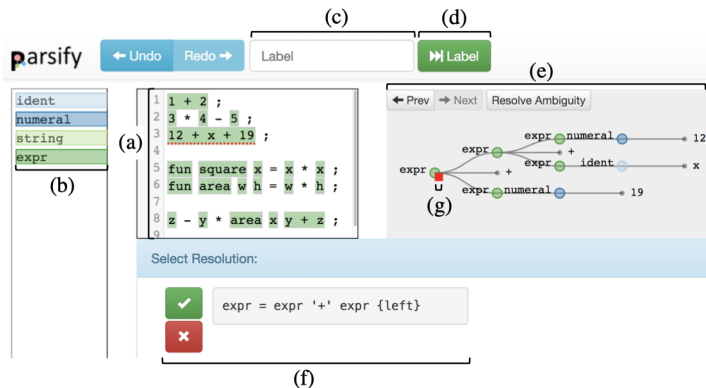 (c)
(d)
parsify
Undo
Redo
Label
Label
(e)
ident
numeral
string
expr
(b)
(a)
1 1 + 2 ;
2 3 * 4 - 5 ;
3 12 + x + 19 ;
4
5 fun square x = x * x ;
6 fun area w h = w * h ;
7
8 z - y * area x y + z ;
9
Prev
Next
Resolve Ambiguity
expr numeral 12
expr +
expr ident x
expr +
expr numeral 19
(g)
Select Resolution:
expr = expr '+' expr {left}
(f)